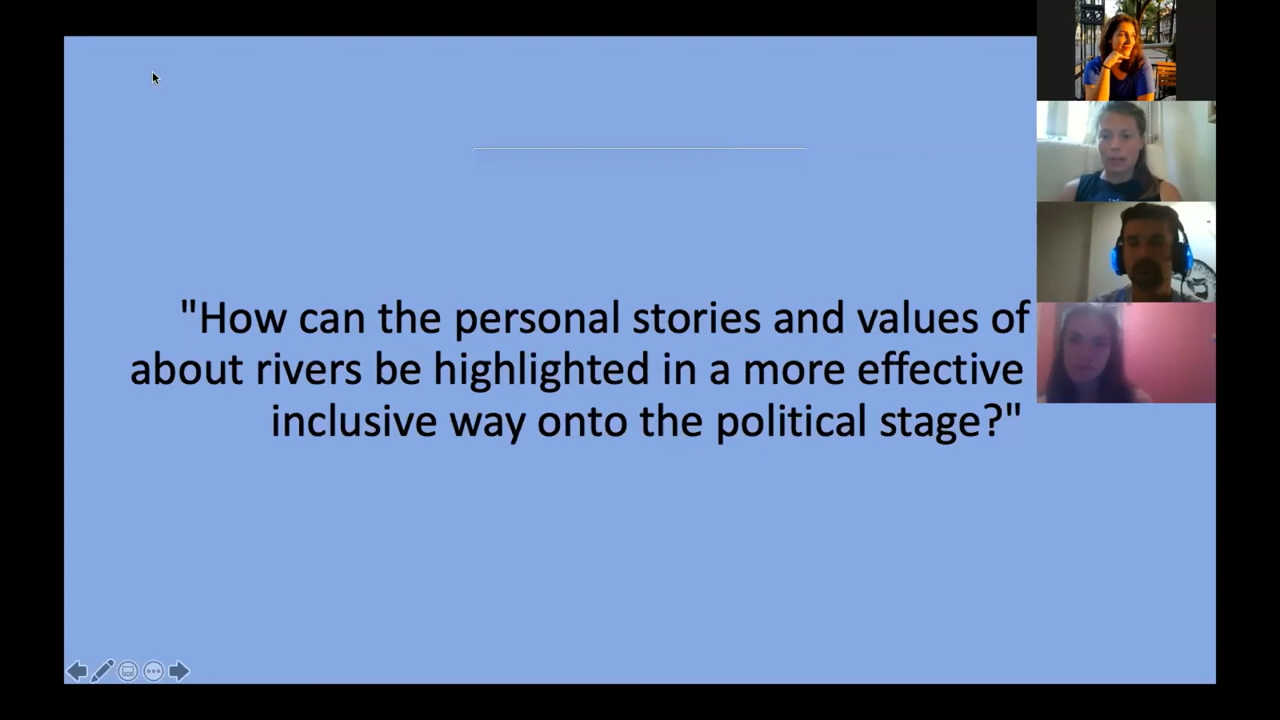 "How can the personal stories and values of
about rivers be highlighted in a more effective
inclusive way onto the political stage?"